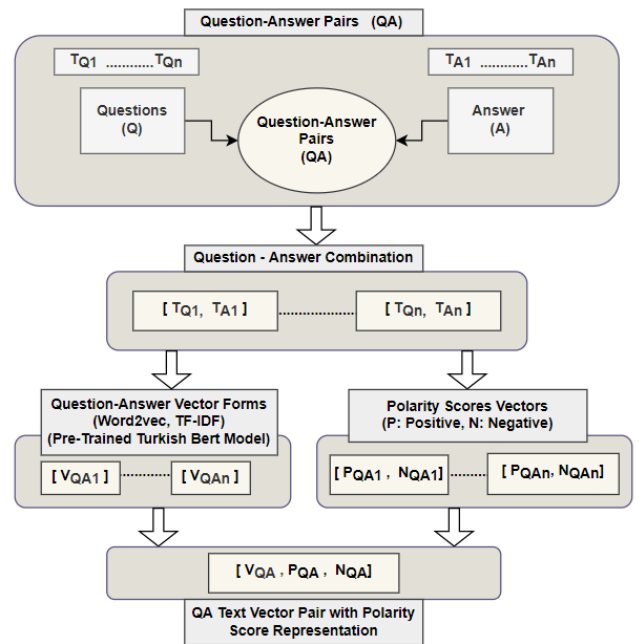 Question-Answer Pairs (QA)
TQ1 ............TQn
TA1 .......TAn
Questions
(Q)
Question-Answer
Pairs
(QA)
Answer
(A)
Question - Answer Combination
[ TQ1, TA1 ] ...................... [ TQn, TAn ]
Question-Answer Vector Forms
(Word2vec, TF-IDF)
(Pre-Trained Turkish Bert Model)
Polarity Scores Vectors
(P: Positive, N: Negative)
[ VQA1 ] ............ [ VQAn ]
[ PQA1 , NQA1] ......... [ PQAn, NQAn]
[ VQA , PQA , NQA]
QA Text Vector Pair with Polarity
Score Representation